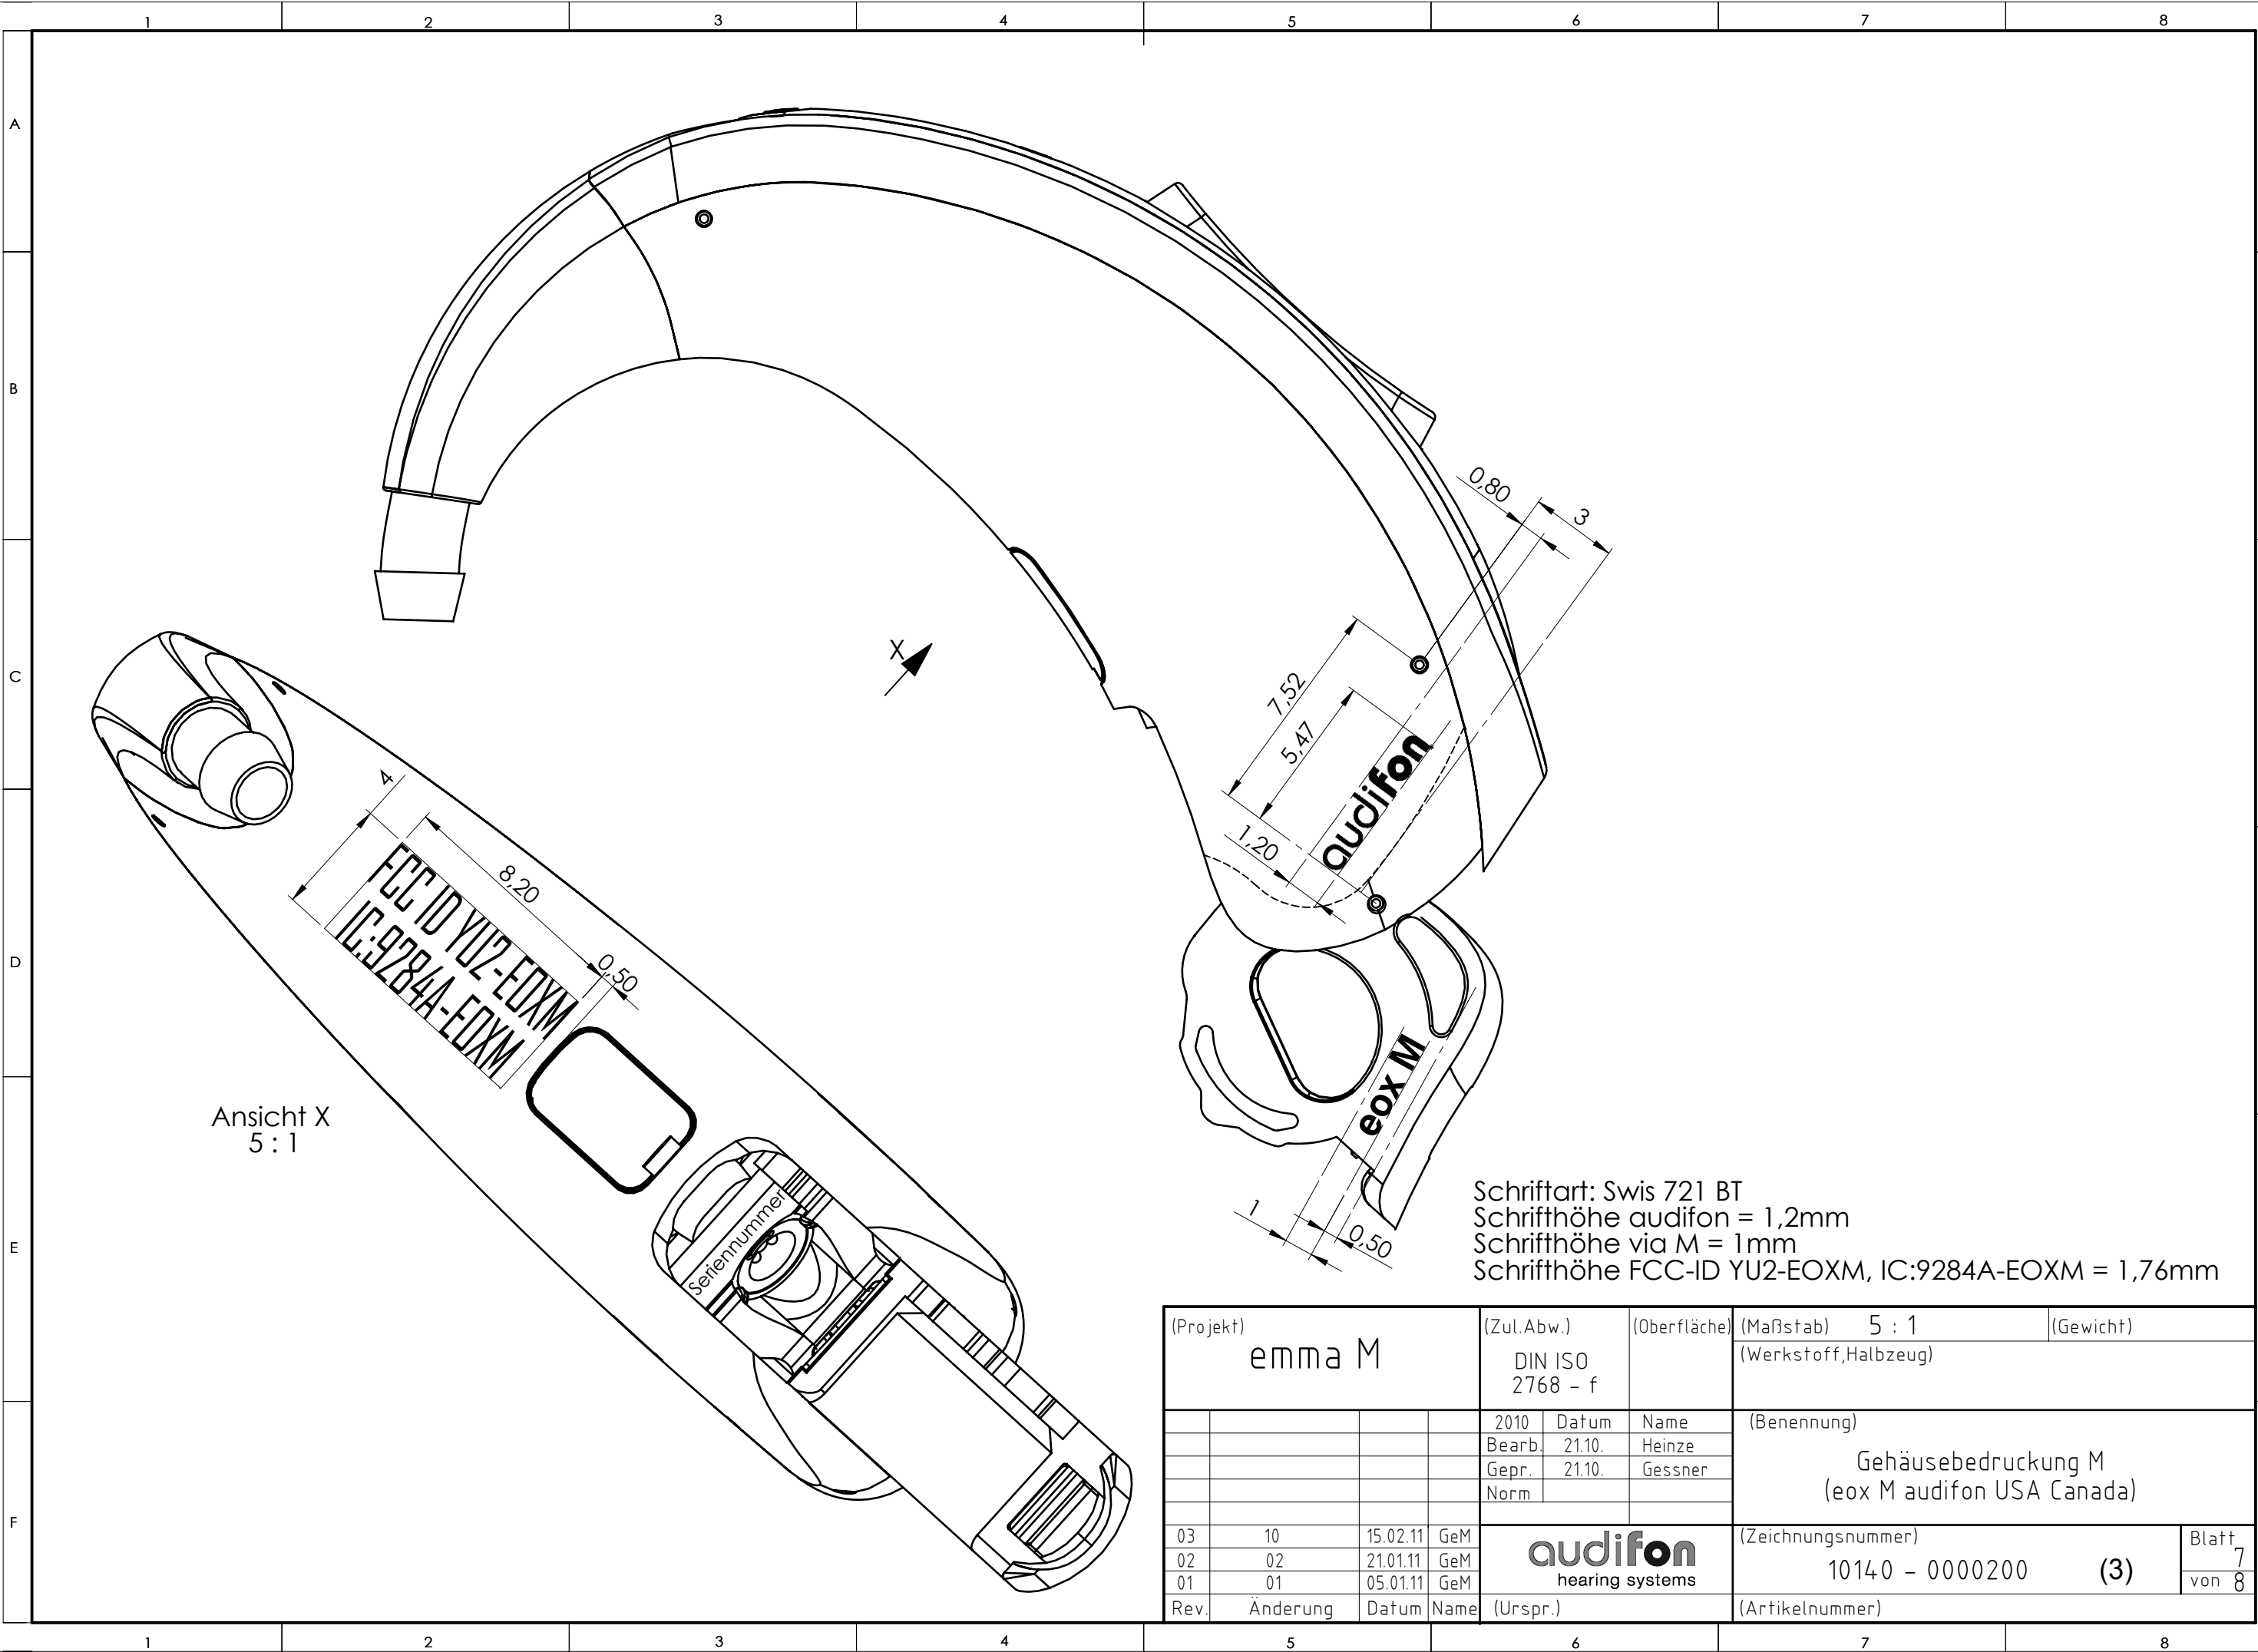 1 2 3 4 5 6 7 8
A
B
C
D
E
F
0,80
3
X
7,52
5,47
1,20
audifon
4
8,20
0,50
FCC ID YU2-EOXM
IC:9284A-EOXM
Ansicht X
5 : 1
Seriennummer
eox M
1
0,50
Schriftart: Swis 721 BT
Schrifthöhe audifon = 1,2mm
Schrifthöhe via M = 1mm
Schrifthöhe FCC-ID YU2-EOXM, IC:9284A-EOXM = 1,76mm
(Projekt)
emma M
(Zul.Abw.)
DIN ISO
2768 - f
(Oberfläche)
(Maßstab) 5 : 1
(Gewicht)
(Werkstoff,Halbzeug)
2010 Datum Name
Bearb. 21.10. Heinze
Gepr. 21.10. Gessner
Norm
(Benennung)
Gehäusebedruckung M
(eox M audifon USA Canada)
03 10 15.02.11 GeM
02 02 21.01.11 GeM
01 01 05.01.11 GeM
Rev. Änderung Datum Name
audifon
hearing systems
(Urspr.)
(Zeichnungsnummer)
10140 - 0000200 (3)
Blatt 7
von 8
(Artikelnummer)
1 2 3 4 5 6 7 8